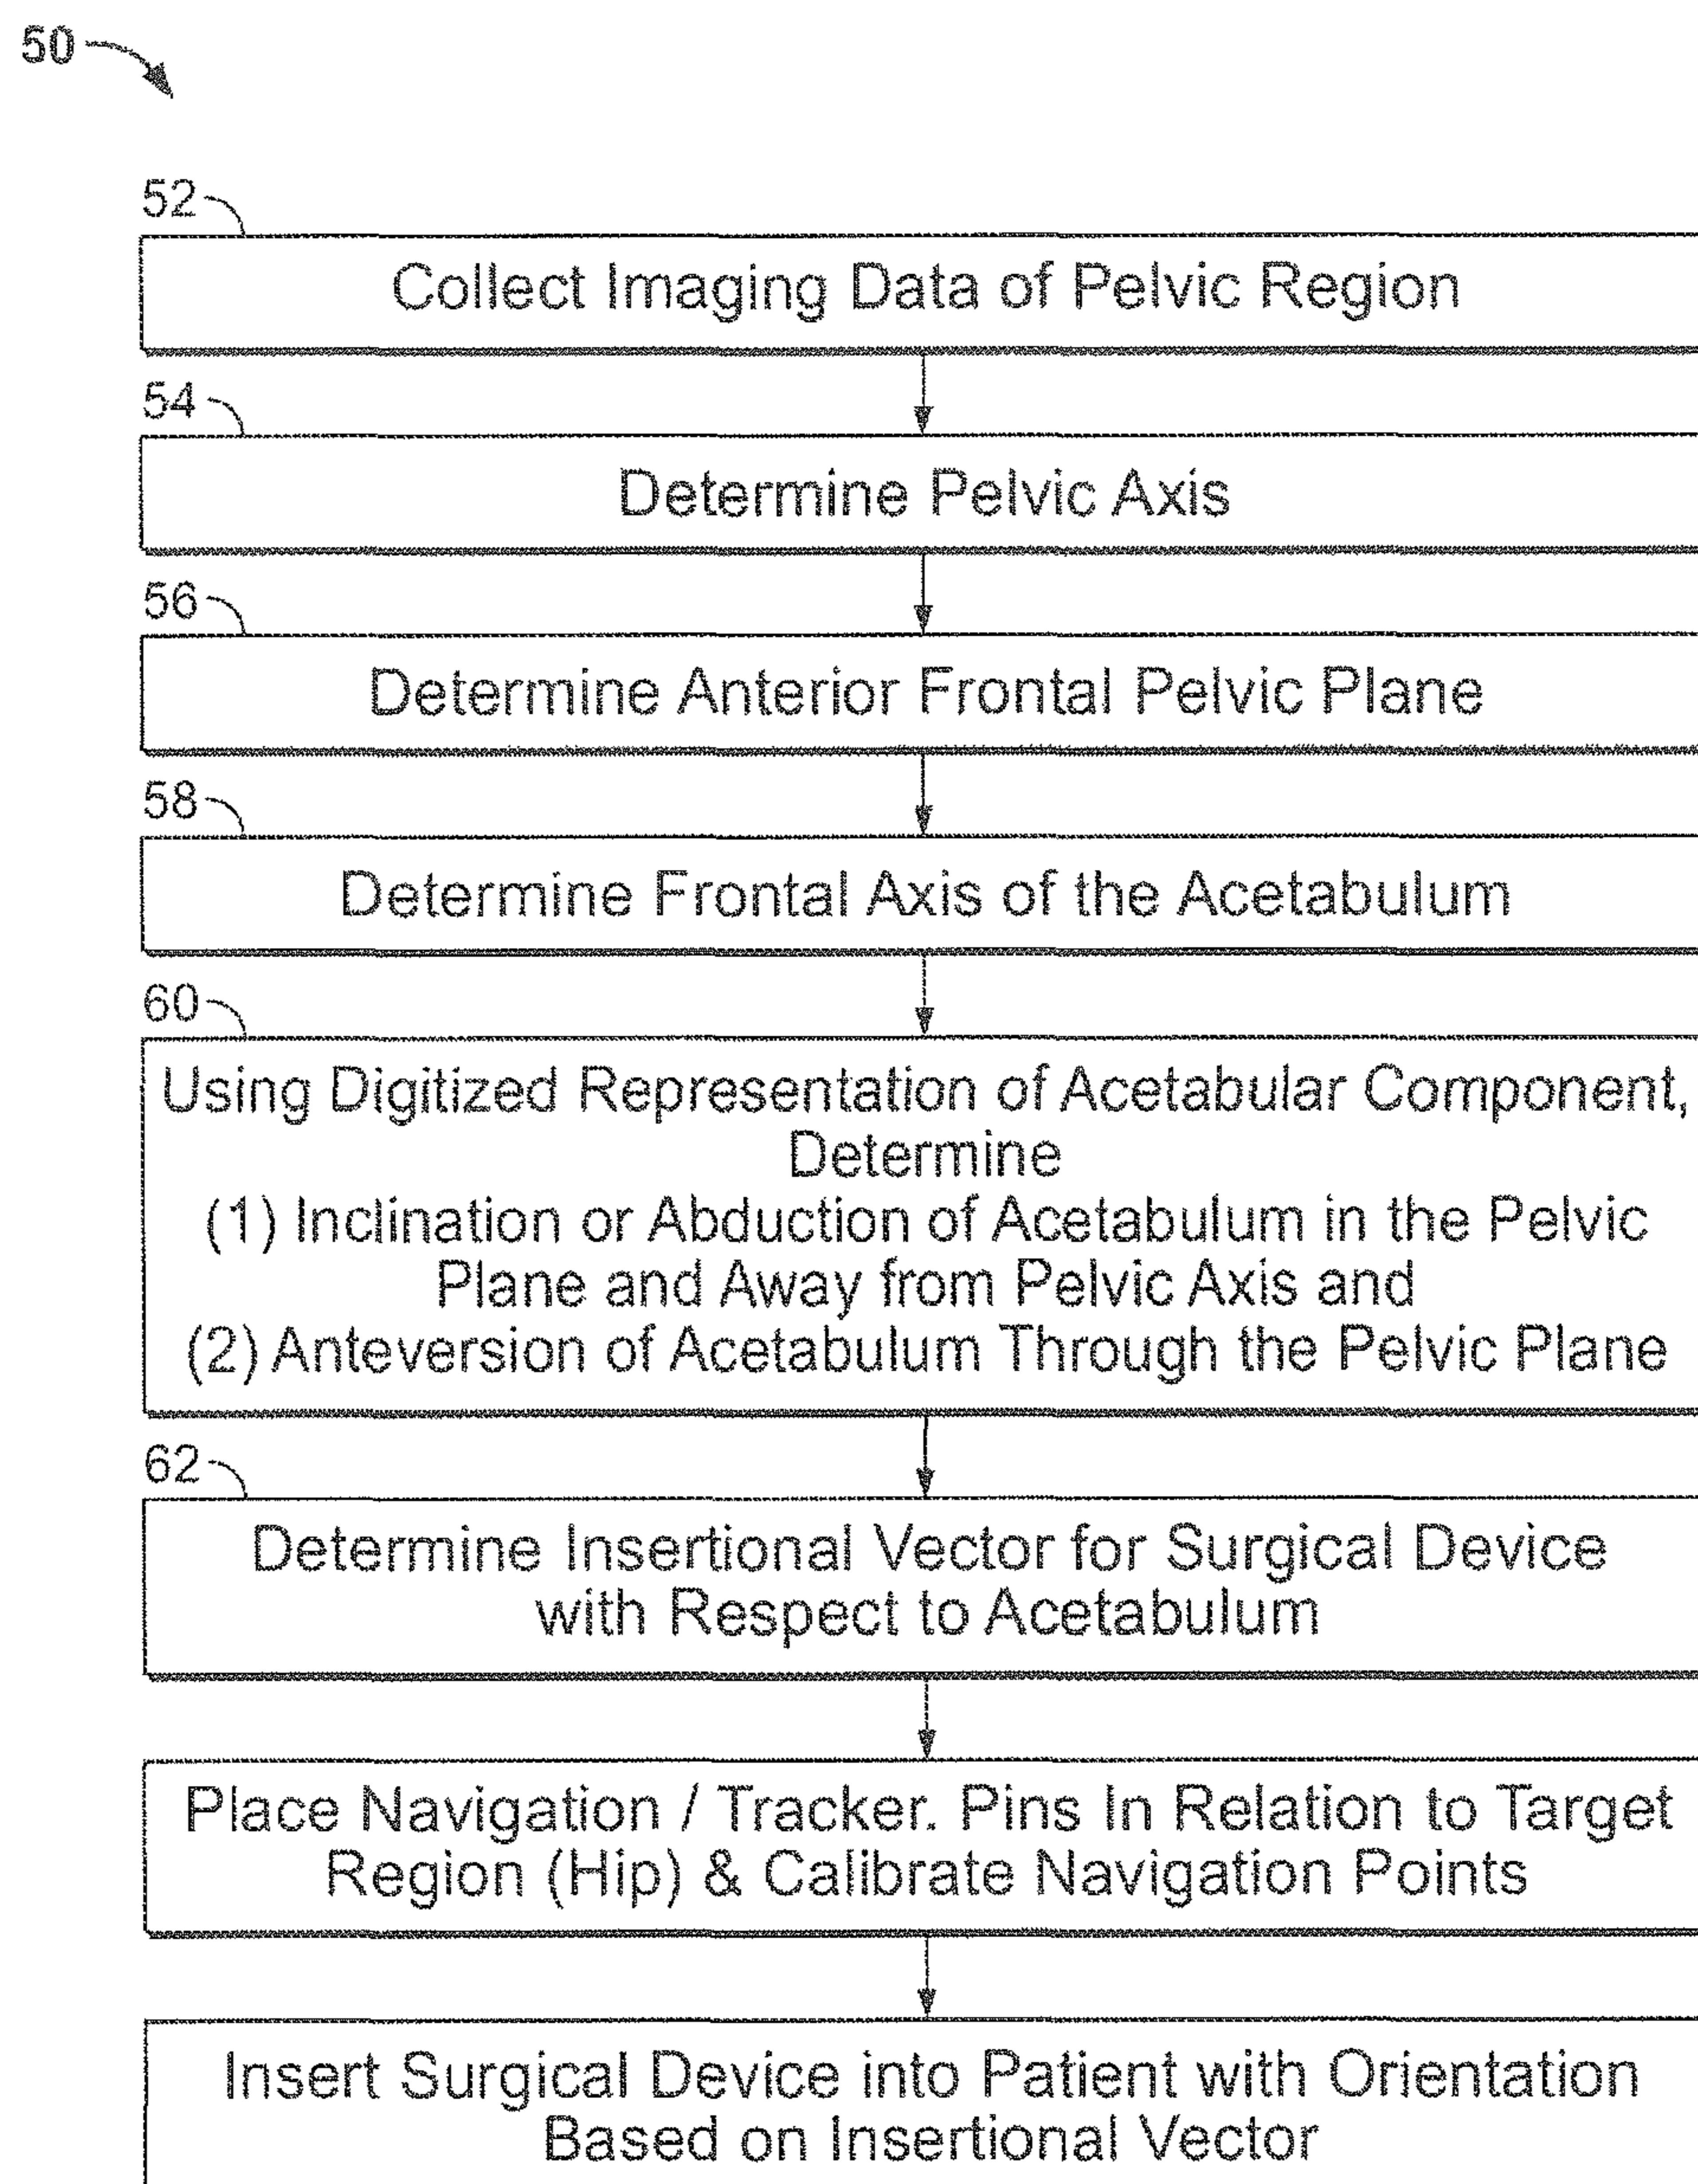 50
52
Collect Imaging Data of Pelvic Region
54
Determine Pelvic Axis
56
Determine Anterior Frontal Pelvic Plane
58
Determine Frontal Axis of the Acetabulum
60
Using Digitized Representation of Acetabular Component,
Determine
(1) Inclination or Abduction of Acetabulum in the Pelvic
Plane and Away from Pelvic Axis and
(2) Anteversion of Acetabulum Through the Pelvic Plane
62
Determine Insertional Vector for Surgical Device
with Respect to Acetabulum
Place Navigation / Tracker. Pins In Relation to Target
Region (Hip) & Calibrate Navigation Points
Insert Surgical Device into Patient with Orientation
Based on Insertional Vector